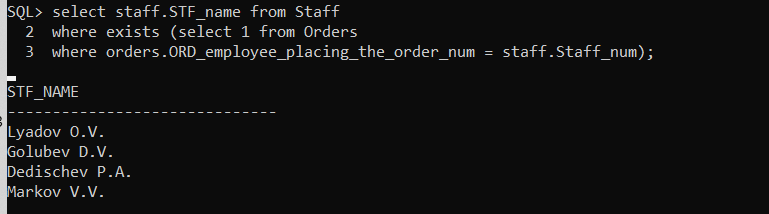 SQL> select staff.STF_name from Staff
2 where exists (select 1 from Orders
3 where orders.ORD_employee_placing_the_order_num = staff.Staff_num);
STF_NAME
------------------------------
Lyadov O.V.
Golubev D.V.
Dedischev P.A.
Markov V.V.